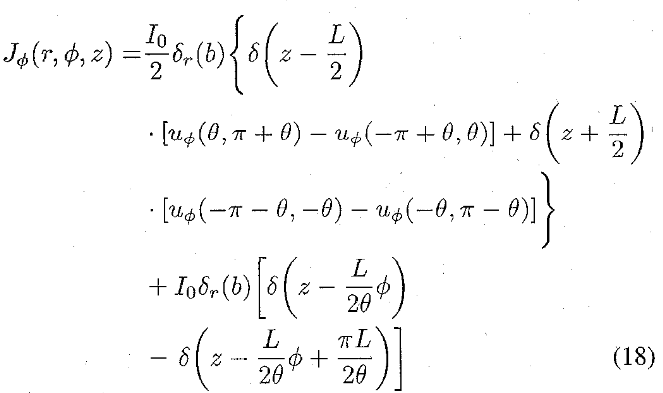 J_ϕ(r, ϕ, z) = I_0/2 δ_r(b) { δ( z − L/2 )
· [u_ϕ(θ, π + θ) − u_ϕ(−π + θ, θ)] + δ( z + L/2 )
· [u_ϕ(−π − θ, −θ) − u_ϕ(−θ, π − θ)] }
+ I_0 δ_r(b) [ δ( z − L/2θ ϕ )
− δ( z − L/2θ ϕ + πL/2θ ) ] (18)